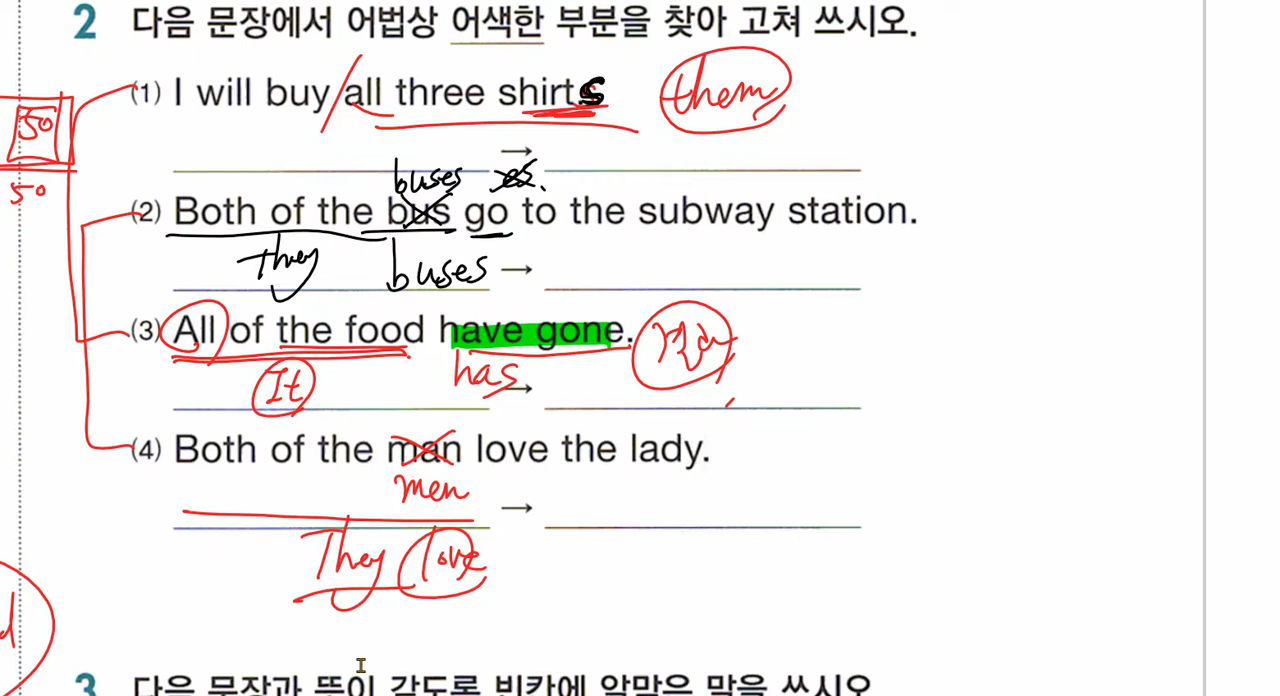 2 다음 문장에서 어법상 어색한 부분을 찾아 고쳐 쓰시오.
(1) I will buy all three shirts them
50
→
50
buses es.
(2) Both of the bus go to the subway station.
They buses →
(3) All of the food have gone.
It has →
(4) Both of the man love the lady.
men
→
They love
d
3 다음 문장과 뜻이 같도록 빈칸에 알맞은 말을 쓰시오